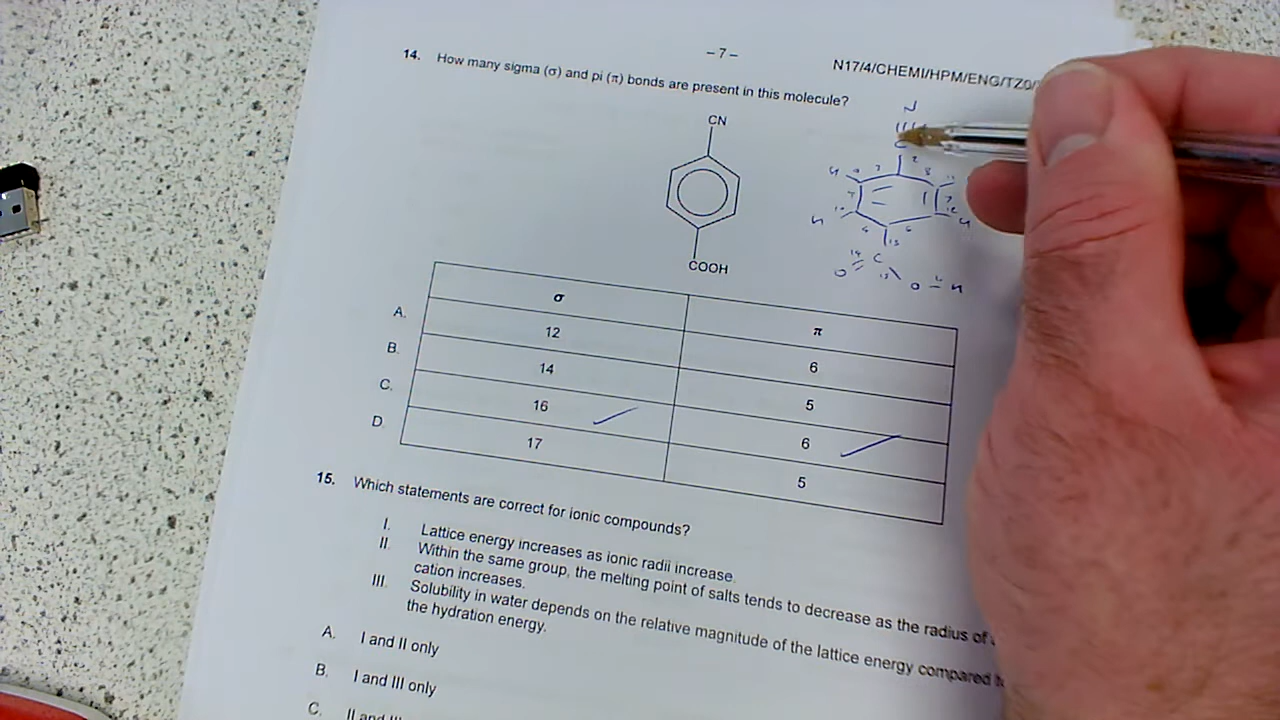 – 7 –
N17/4/CHEMI/HPM/ENG/TZ0/
14. How many sigma (σ) and pi (π) bonds are present in this molecule?
CN
COOH
N
C
H
H
H
C
O
O H
σ π
A. 12 6
B. 14 5
C. 16 6
D. 17 5
15. Which statements are correct for ionic compounds?
I. Lattice energy increases as ionic radii increase.
II. Within the same group, the melting point of salts tends to decrease as the radius of
cation increases.
III. Solubility in water depends on the relative magnitude of the lattice energy compared
the hydration energy.
A. I and II only
B. I and III only
C. II and III